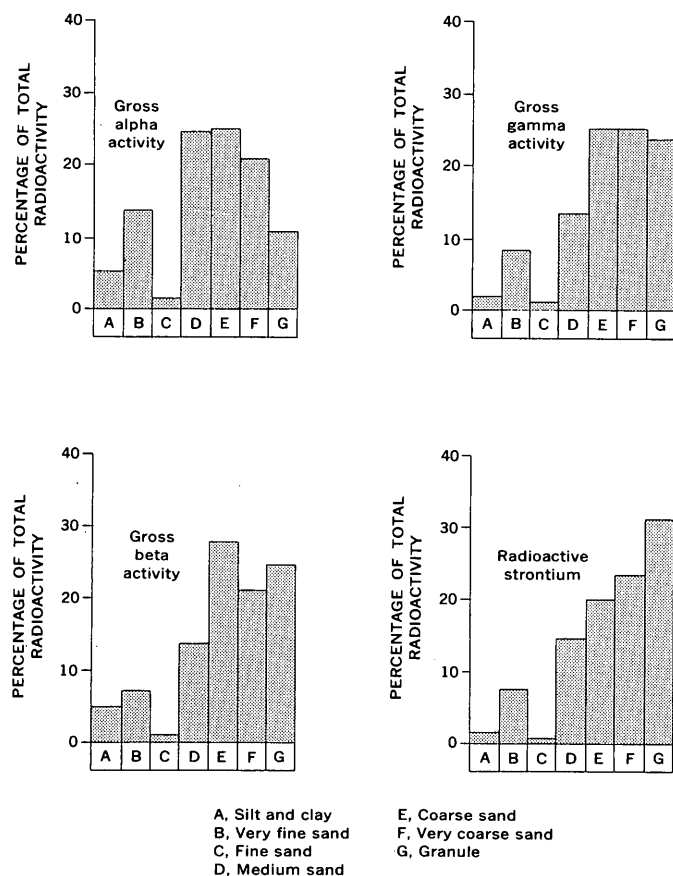 PERCENTAGE OF TOTAL
RADIOACTIVITY
40
30
20
10
0
Gross
alpha
activity
A B C D E F G
PERCENTAGE OF TOTAL
RADIOACTIVITY
40
30
20
10
0
Gross
gamma
activity
A B C D E F G
PERCENTAGE OF TOTAL
RADIOACTIVITY
40
30
20
10
0
Gross
beta
activity
A B C D E F G
PERCENTAGE OF TOTAL
RADIOACTIVITY
40
30
20
10
0
Radioactive
strontium
A B C D E F G
A, Silt and clay
B, Very fine sand
C, Fine sand
D, Medium sand
E, Coarse sand
F, Very coarse sand
G, Granule